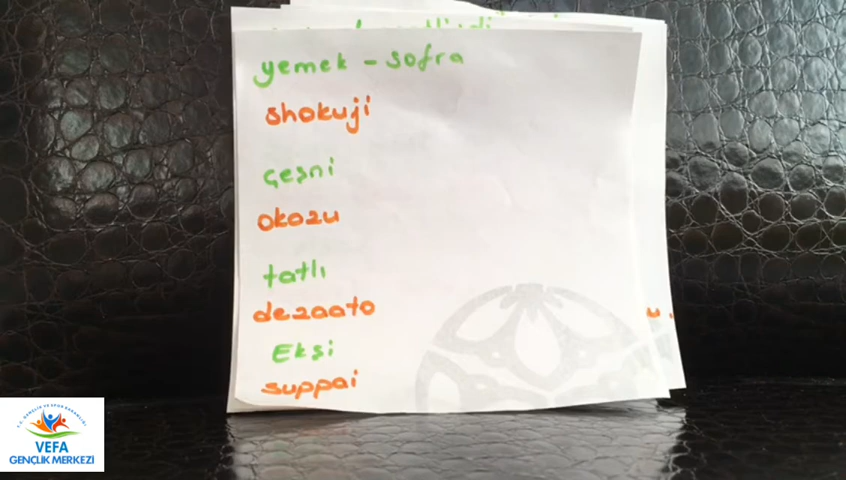 yemek - sofra
shokuji
çeşni
okozu
tatlı
dezaato
Ekşi
suppai
T.C. GENÇLİK VE SPOR BAKANLIĞI
VEFA
GENÇLİK MERKEZİ